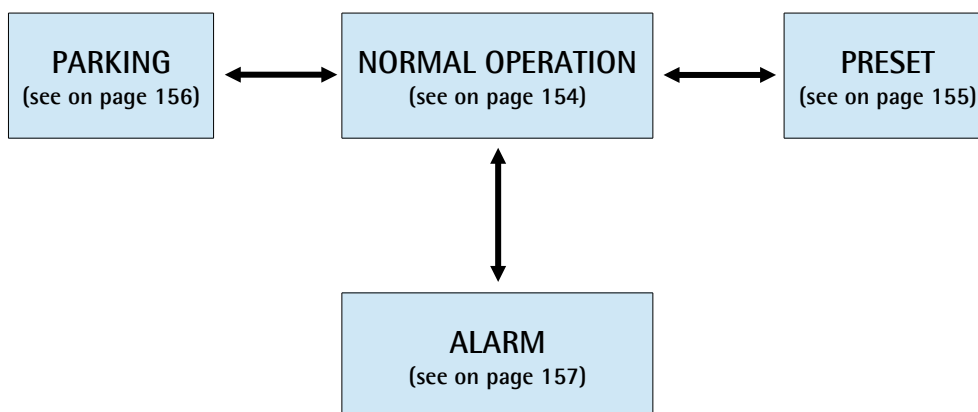 PARKING
(see on page 156)
NORMAL OPERATION
(see on page 154)
PRESET
(see on page 155)
ALARM
(see on page 157)